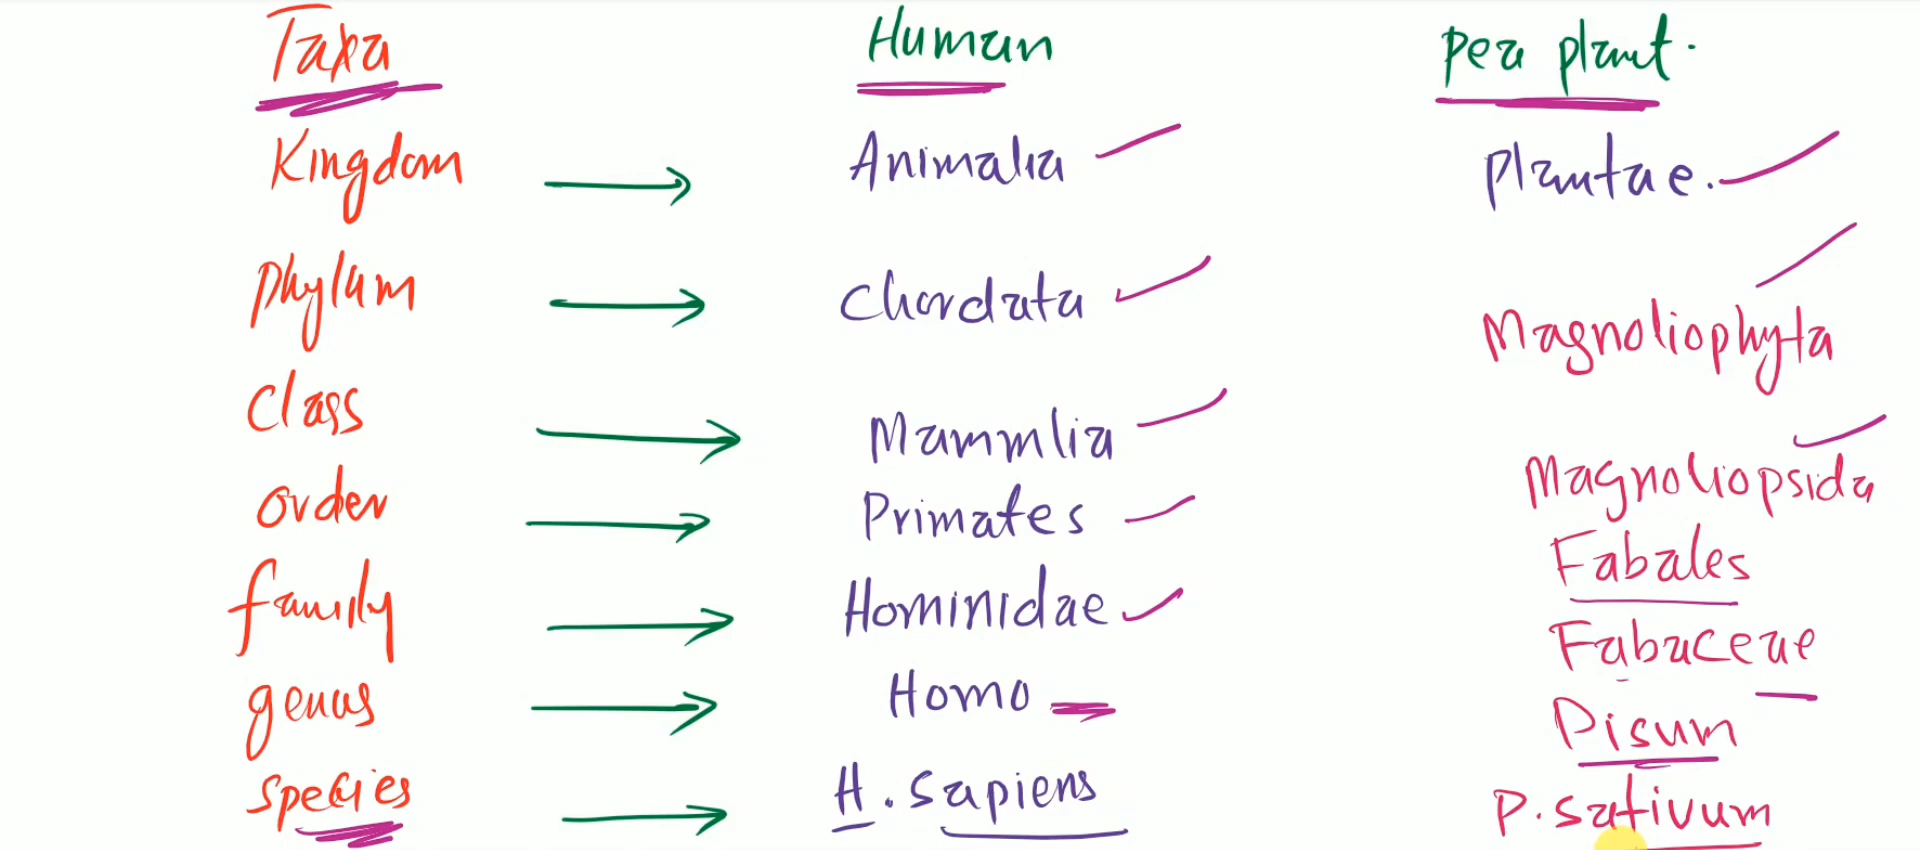 Taxa Human Pea plant.
Kingdom Animalia Plantae.
Phylum Chordata Magnoliophyta
Class Mammlia Magnoliopsida
Order Primates Fabales
family Hominidae Fabaceae
genus Homo Pisum
Species H. Sapiens P. sativum